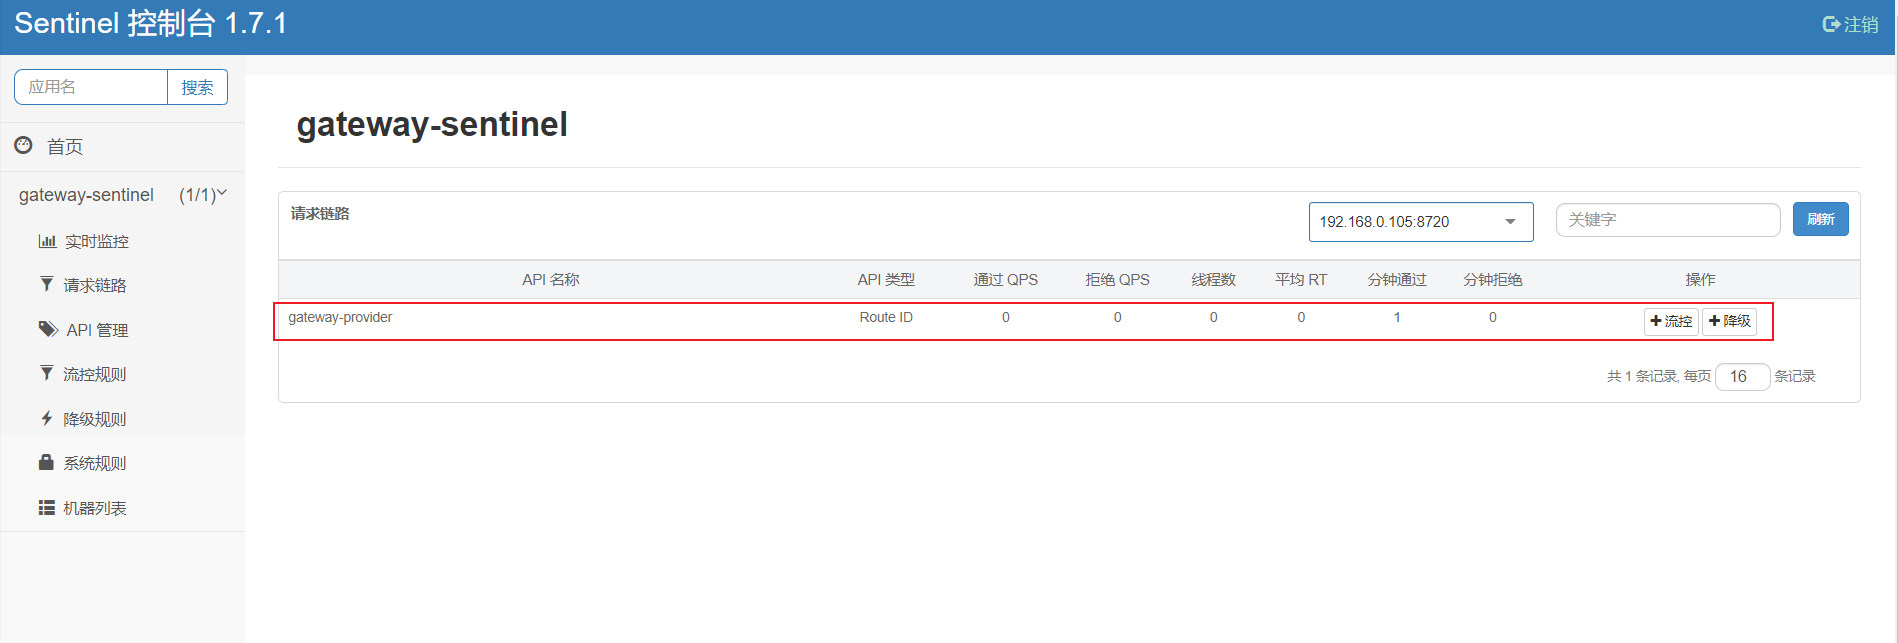 Sentinel 控制台 1.7.1
注销
应用名 搜索
首页
gateway-sentinel (1/1)
实时监控
请求链路
API 管理
流控规则
降级规则
系统规则
机器列表
gateway-sentinel
请求链路 192.168.0.105:8720 关键字 刷新
API 名称 API 类型 通过 QPS 拒绝 QPS 线程数 平均 RT 分钟通过 分钟拒绝 操作
gateway-provider Route ID 0 0 0 0 1 0 流控 降级
共 1 条记录, 每页 16 条记录